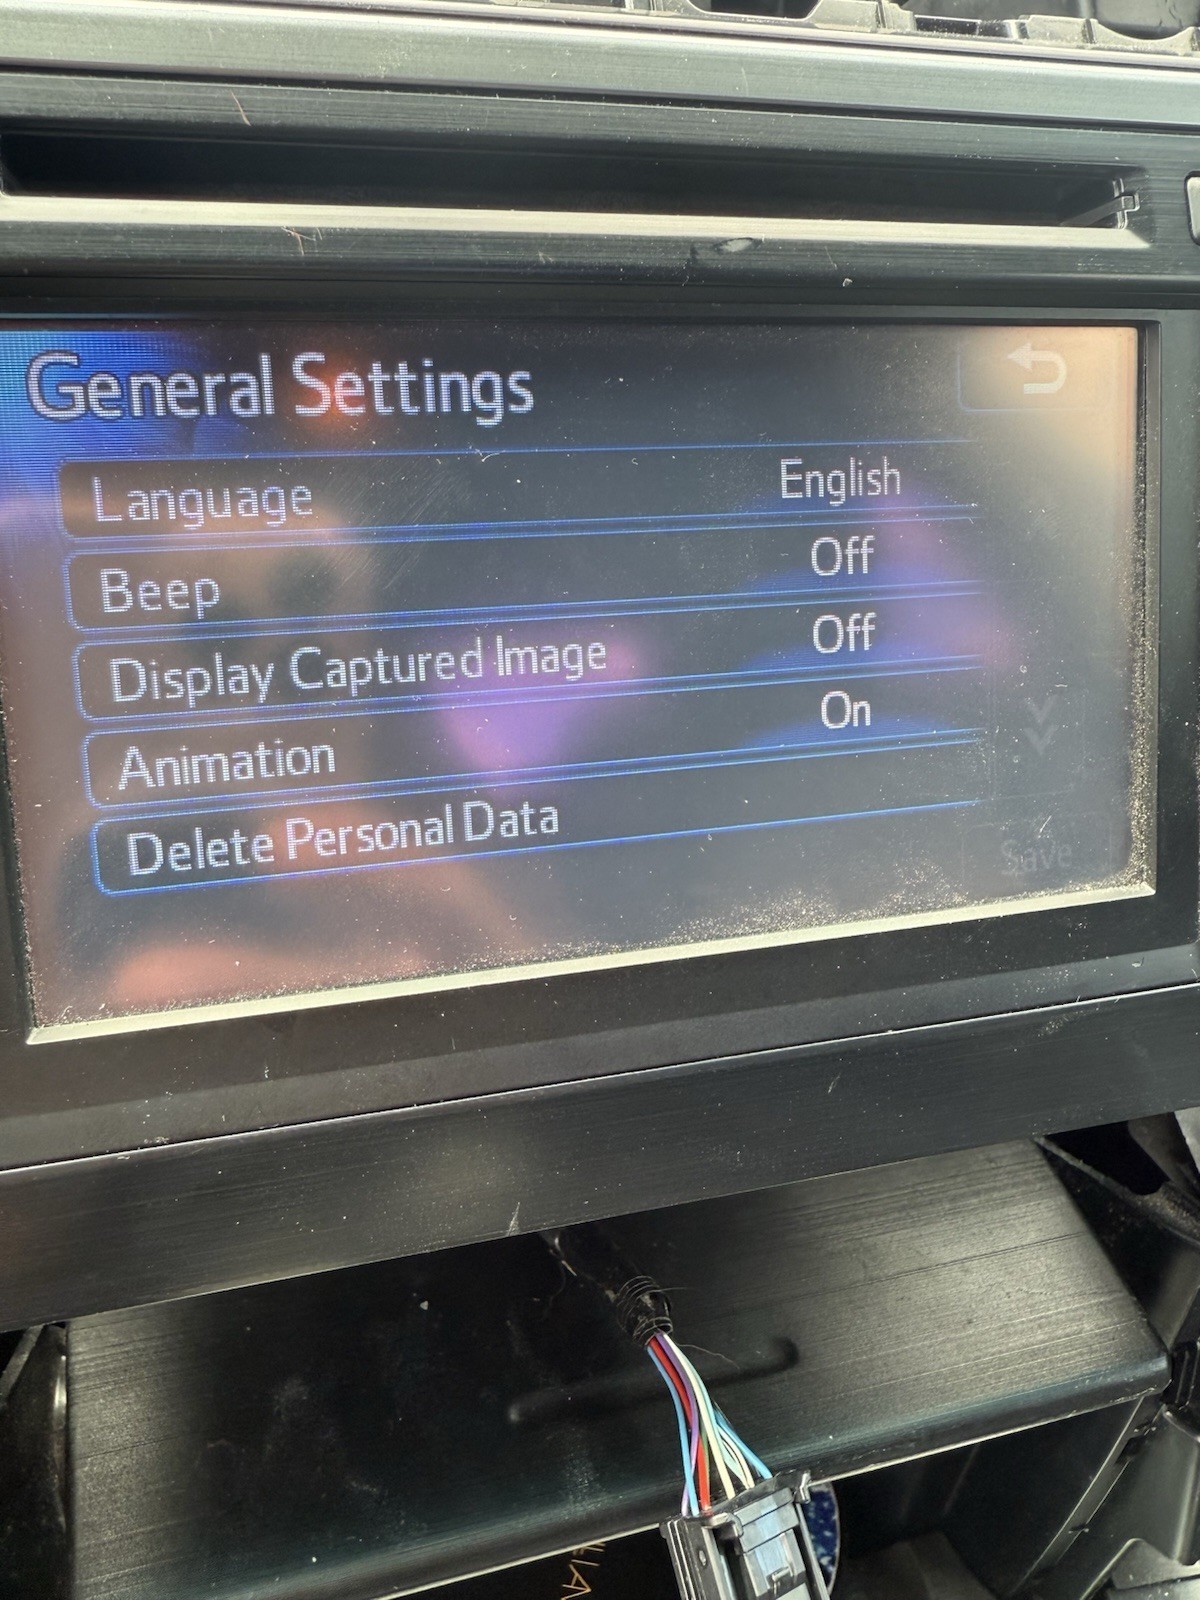 General Settings
Language English
Beep Off
Display Captured Image Off
Animation On
Delete Personal Data
Save